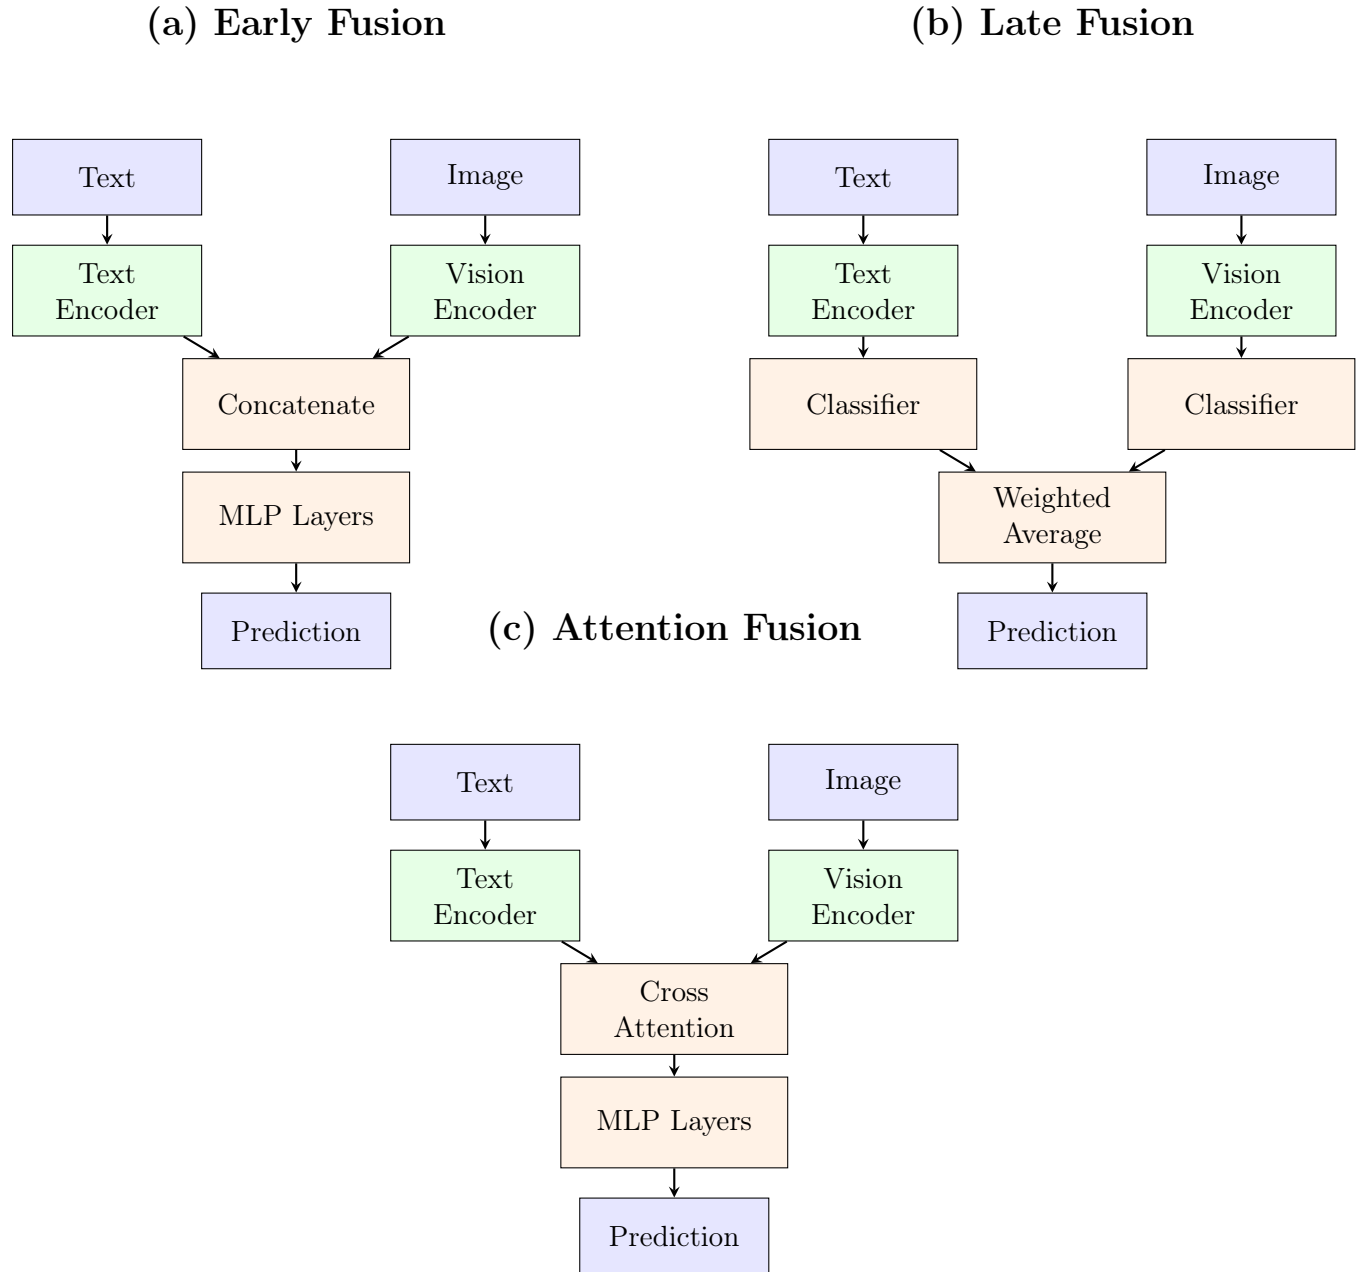 (a) Early Fusion
Text
Image
Text
Encoder
Vision
Encoder
Concatenate
MLP Layers
Prediction
(b) Late Fusion
Text
Image
Text
Encoder
Vision
Encoder
Classifier
Classifier
Weighted
Average
Prediction
(c) Attention Fusion
Text
Image
Text
Encoder
Vision
Encoder
Cross
Attention
MLP Layers
Prediction